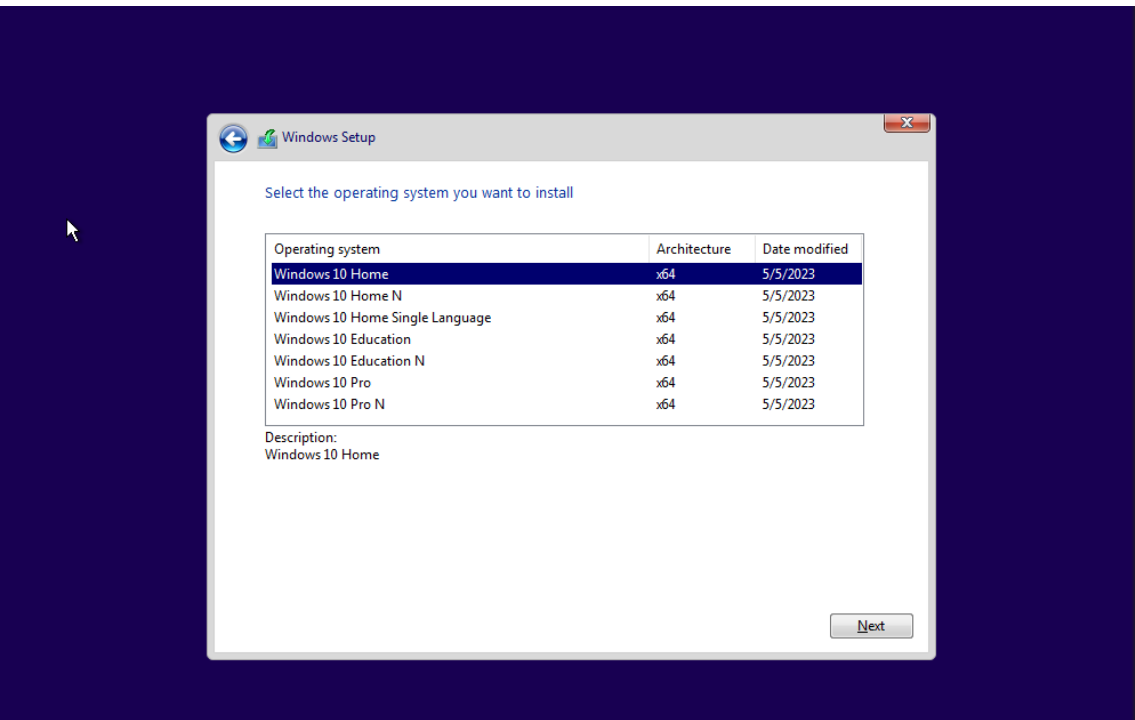 Windows Setup
Select the operating system you want to install
Operating system Architecture Date modified
Windows 10 Home x64 5/5/2023
Windows 10 Home N x64 5/5/2023
Windows 10 Home Single Language x64 5/5/2023
Windows 10 Education x64 5/5/2023
Windows 10 Education N x64 5/5/2023
Windows 10 Pro x64 5/5/2023
Windows 10 Pro N x64 5/5/2023
Description:
Windows 10 Home
Next